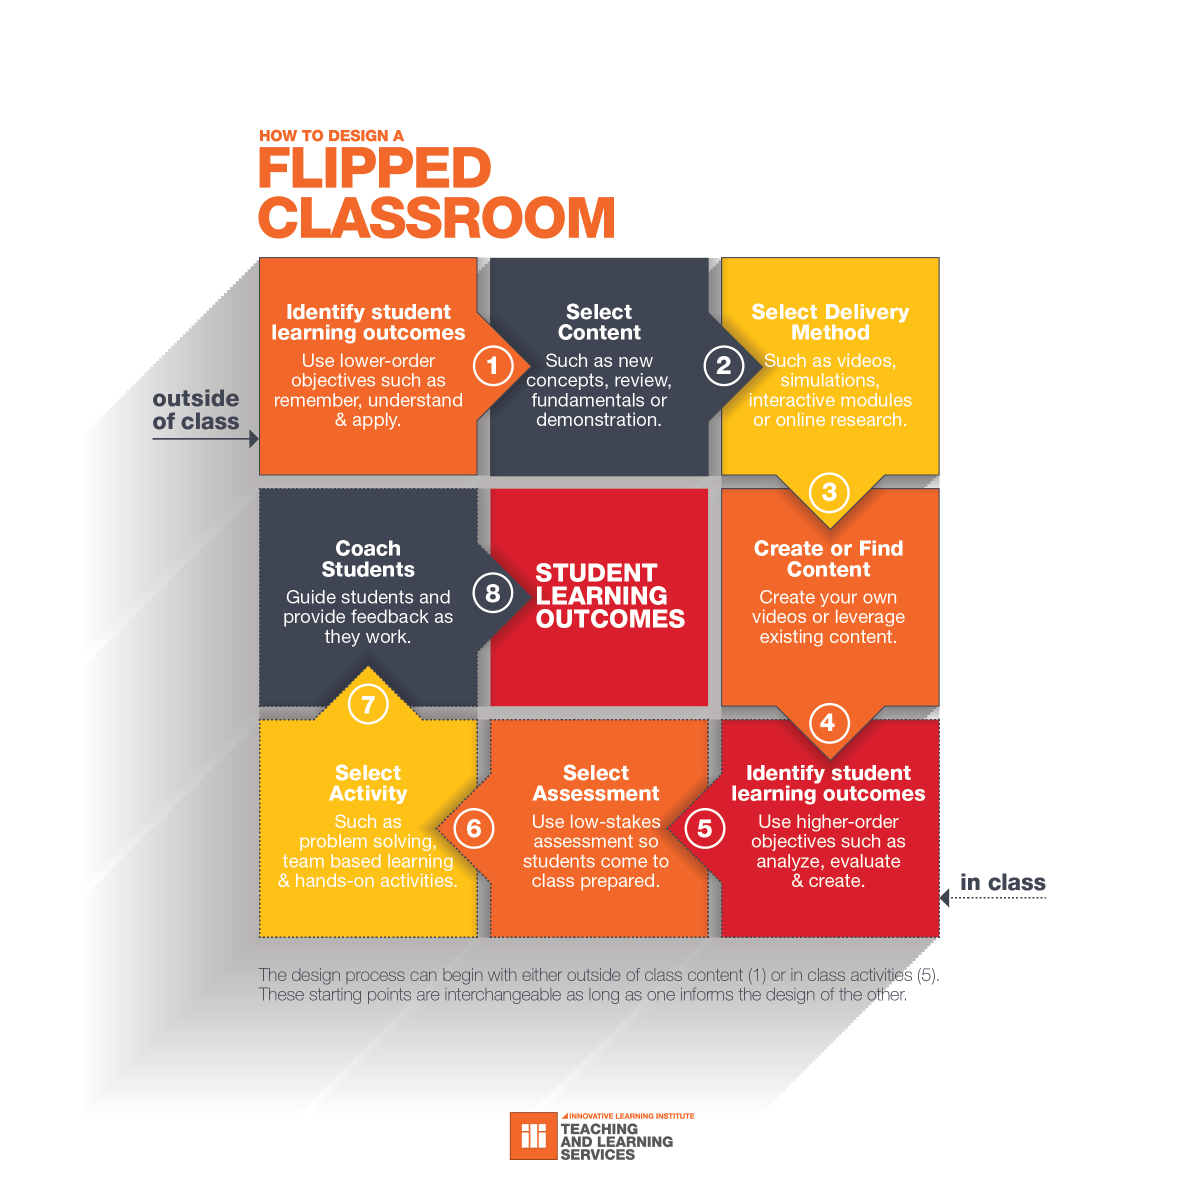 HOW TO DESIGN A
FLIPPED
CLASSROOM
outside
of class
Identify student
learning outcomes
Use lower-order
objectives such as
remember, understand
& apply.
1
Select
Content
Such as new
concepts, review,
fundamentals or
demonstration.
2
Select Delivery
Method
Such as videos,
simulations,
interactive modules
or online research.
3
Create or Find
Content
Create your own
videos or leverage
existing content.
4
Identify student
learning outcomes
Use higher-order
objectives such as
analyze, evaluate
& create.
in class
5
Select
Assessment
Use low-stakes
assessment so
students come to
class prepared.
6
Select
Activity
Such as
problem solving,
team based learning
& hands-on activities.
7
Coach
Students
Guide students and
provide feedback as
they work.
8
STUDENT
LEARNING
OUTCOMES
The design process can begin with either outside of class content (1) or in class activities (5).
These starting points are interchangeable as long as one informs the design of the other.
ili
INNOVATIVE LEARNING INSTITUTE
TEACHING
AND LEARNING
SERVICES